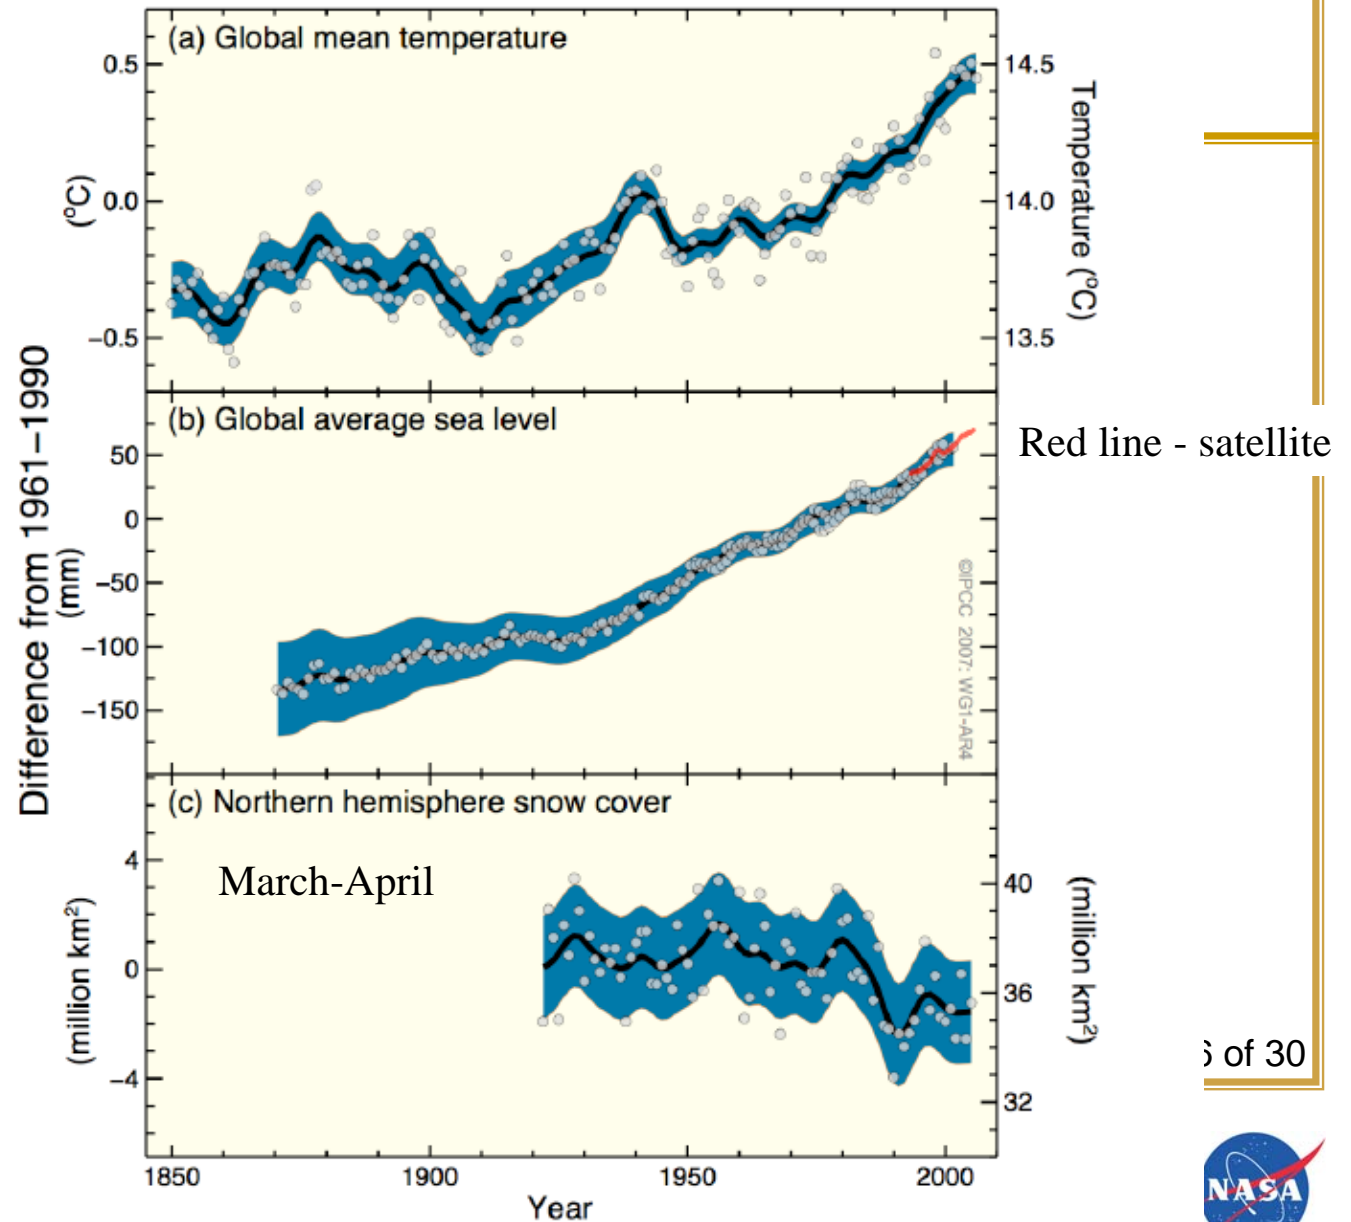 (a) Global mean temperature
0.5
0.0
−0.5
(°C)
14.5
14.0
13.5
Temperature (°C)
Difference from 1961−1990
(b) Global average sea level
50
0
−50
−100
−150
(mm)
Red line - satellite
©IPCC 2007: WG1-AR4
(c) Northern hemisphere snow cover
March-April
4
0
−4
(million km²)
40
36
32
(million km²)
1850
1900
1950
2000
Year
of 30
NASA